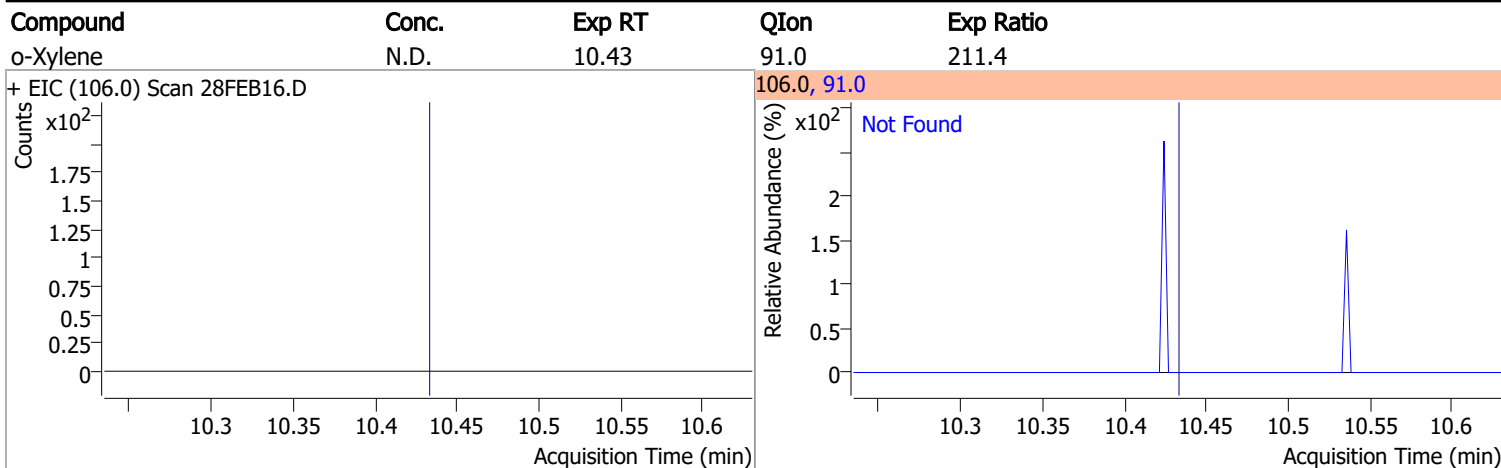 Compound Conc. Exp RT QIon Exp Ratio
o-Xylene N.D. 10.43 91.0 211.4
+ EIC (106.0) Scan 28FEB16.D
Counts
x10²
1.75
1.5
1.25
1
0.75
0.5
0.25
0
10.3 10.35 10.4 10.45 10.5 10.55 10.6
Acquisition Time (min)
106.0, 91.0
Relative Abundance (%)
x10²
Not Found
2
1.5
1
0.5
0
10.3 10.35 10.4 10.45 10.5 10.55 10.6
Acquisition Time (min)